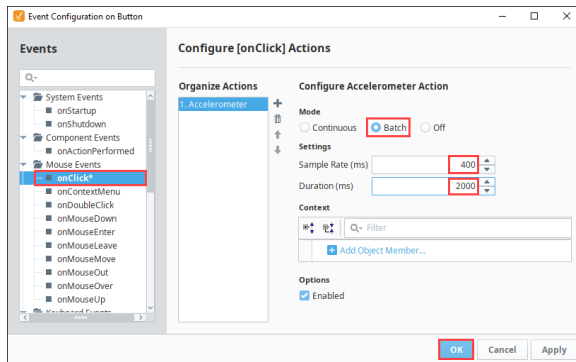 Event Configuration on Button
Events
Configure [onClick] Actions
System Events
onStartup
onShutdown
Component Events
onActionPerformed
Mouse Events
onClick*
onContextMenu
onDoubleClick
onMouseDown
onMouseEnter
onMouseLeave
onMouseMove
onMouseOut
onMouseOver
onMouseUp
Keyboard Events
Organize Actions
1. Accelerometer
Configure Accelerometer Action
Mode
Continuous Batch Off
Settings
Sample Rate (ms) 400
Duration (ms) 2000
Context
Filter
Add Object Member...
Options
Enabled
OK Cancel Apply